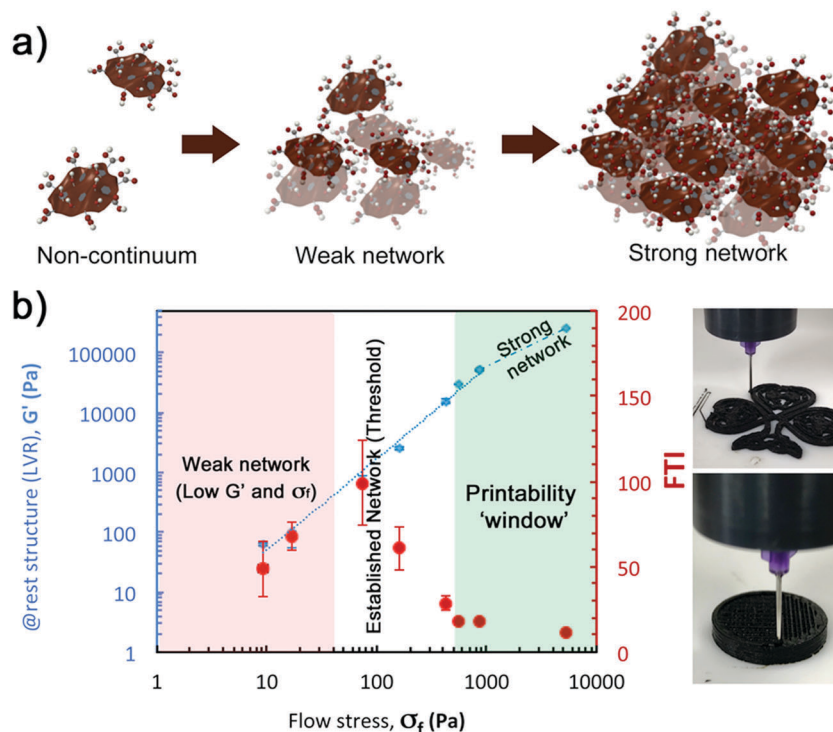 a)
Non-continuum
Weak network
Strong network
b)
@rest structure (LVR), G' (Pa)
100000
10000
1000
100
10
1
Weak network
(Low G' and σf)
Established Network (Threshold)
Strong
network
Printability
'window'
200
150
100
50
0
FTI
1
10
100
1000
10000
Flow stress, σf (Pa)